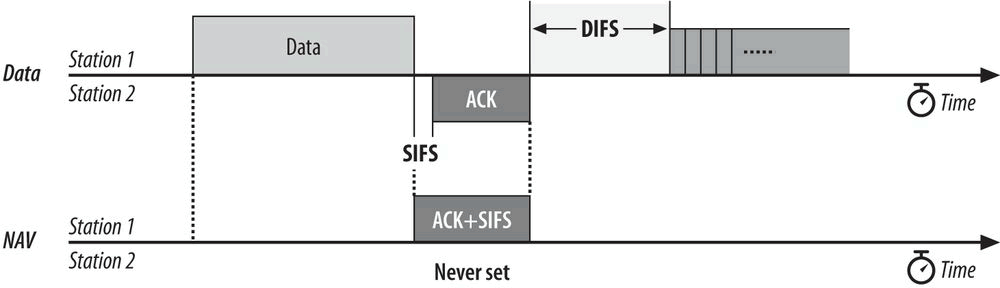 DIFS
Station 1
Data
Data
Station 2
ACK
Time
SIFS
Station 1
ACK+SIFS
NAV
Station 2
Never set
Time